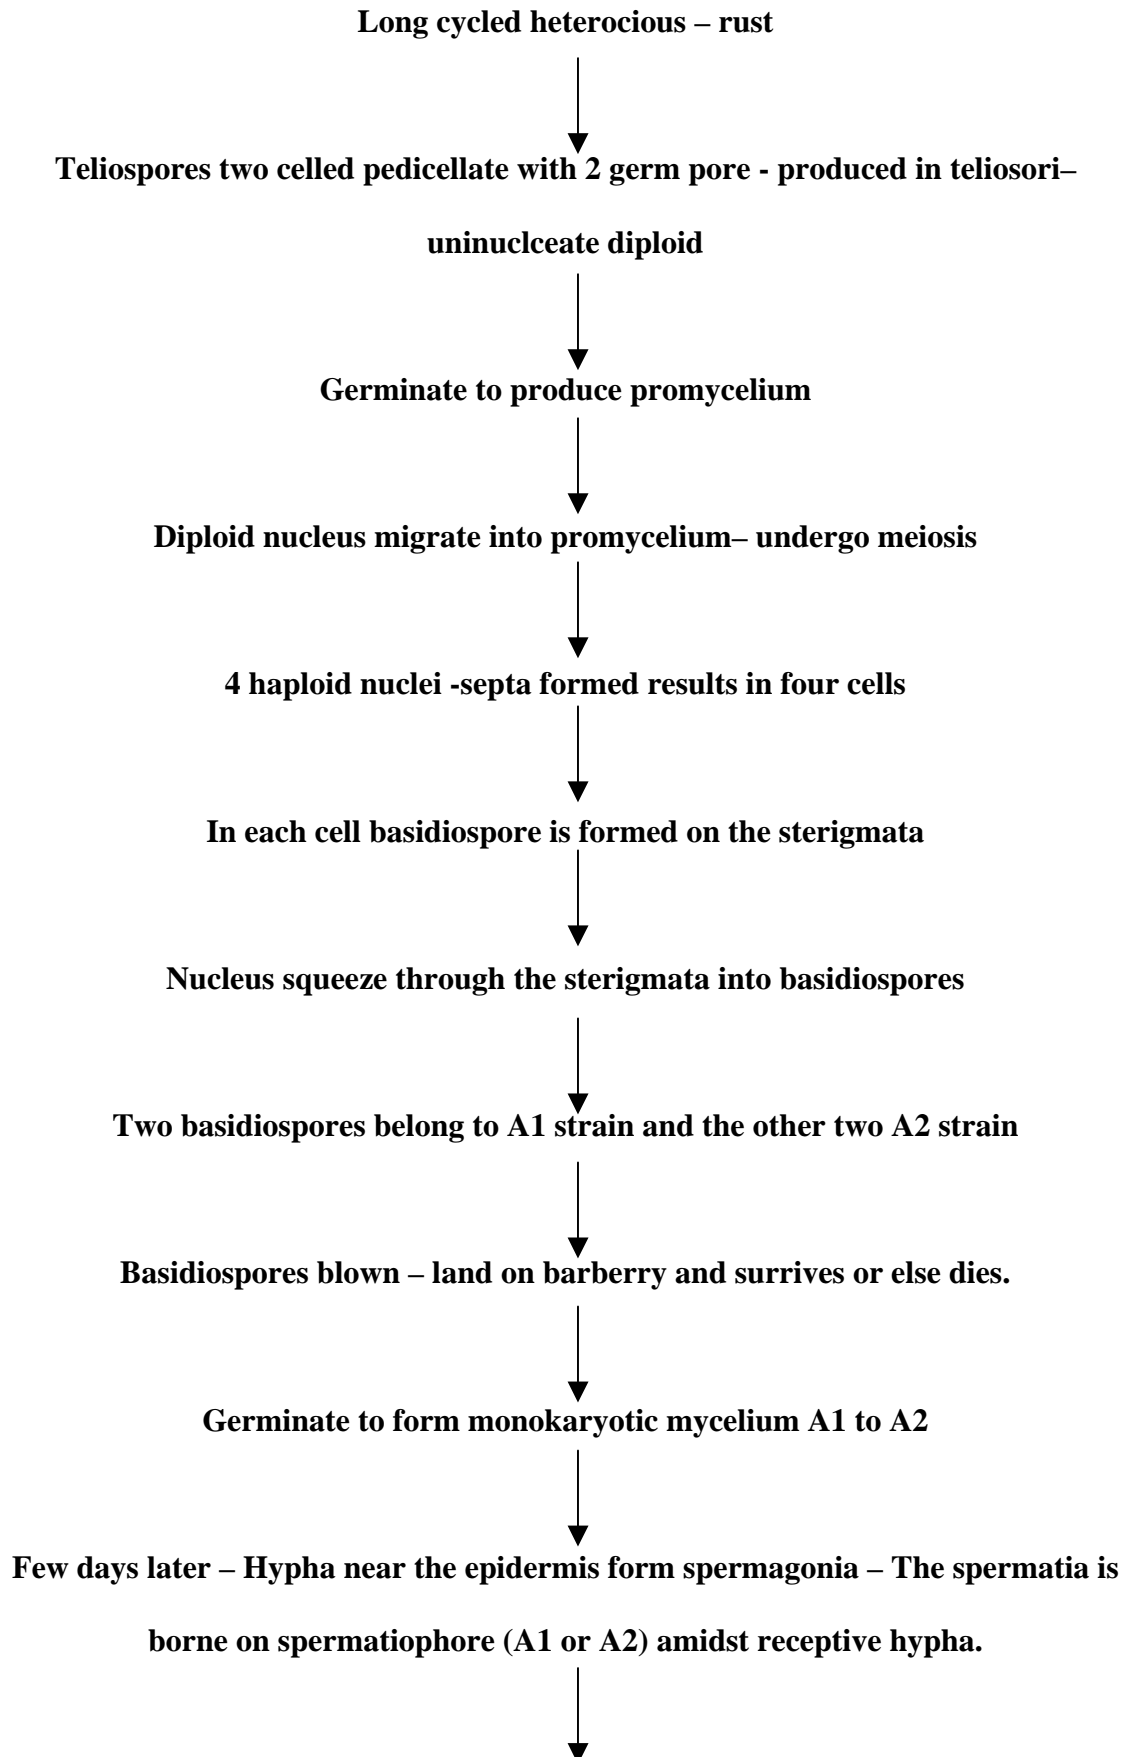 Long cycled heterocious – rust
Teliospores two celled pedicellate with 2 germ pore - produced in teliosori–
uninuclceate diploid
Germinate to produce promycelium
Diploid nucleus migrate into promycelium– undergo meiosis
4 haploid nuclei -septa formed results in four cells
In each cell basidiospore is formed on the sterigmata
Nucleus squeeze through the sterigmata into basidiospores
Two basidiospores belong to A1 strain and the other two A2 strain
Basidiospores blown – land on barberry and surrives or else dies.
Germinate to form monokaryotic mycelium A1 to A2
Few days later – Hypha near the epidermis form spermagonia – The spermatia is
borne on spermatiophore (A1 or A2) amidst receptive hypha.